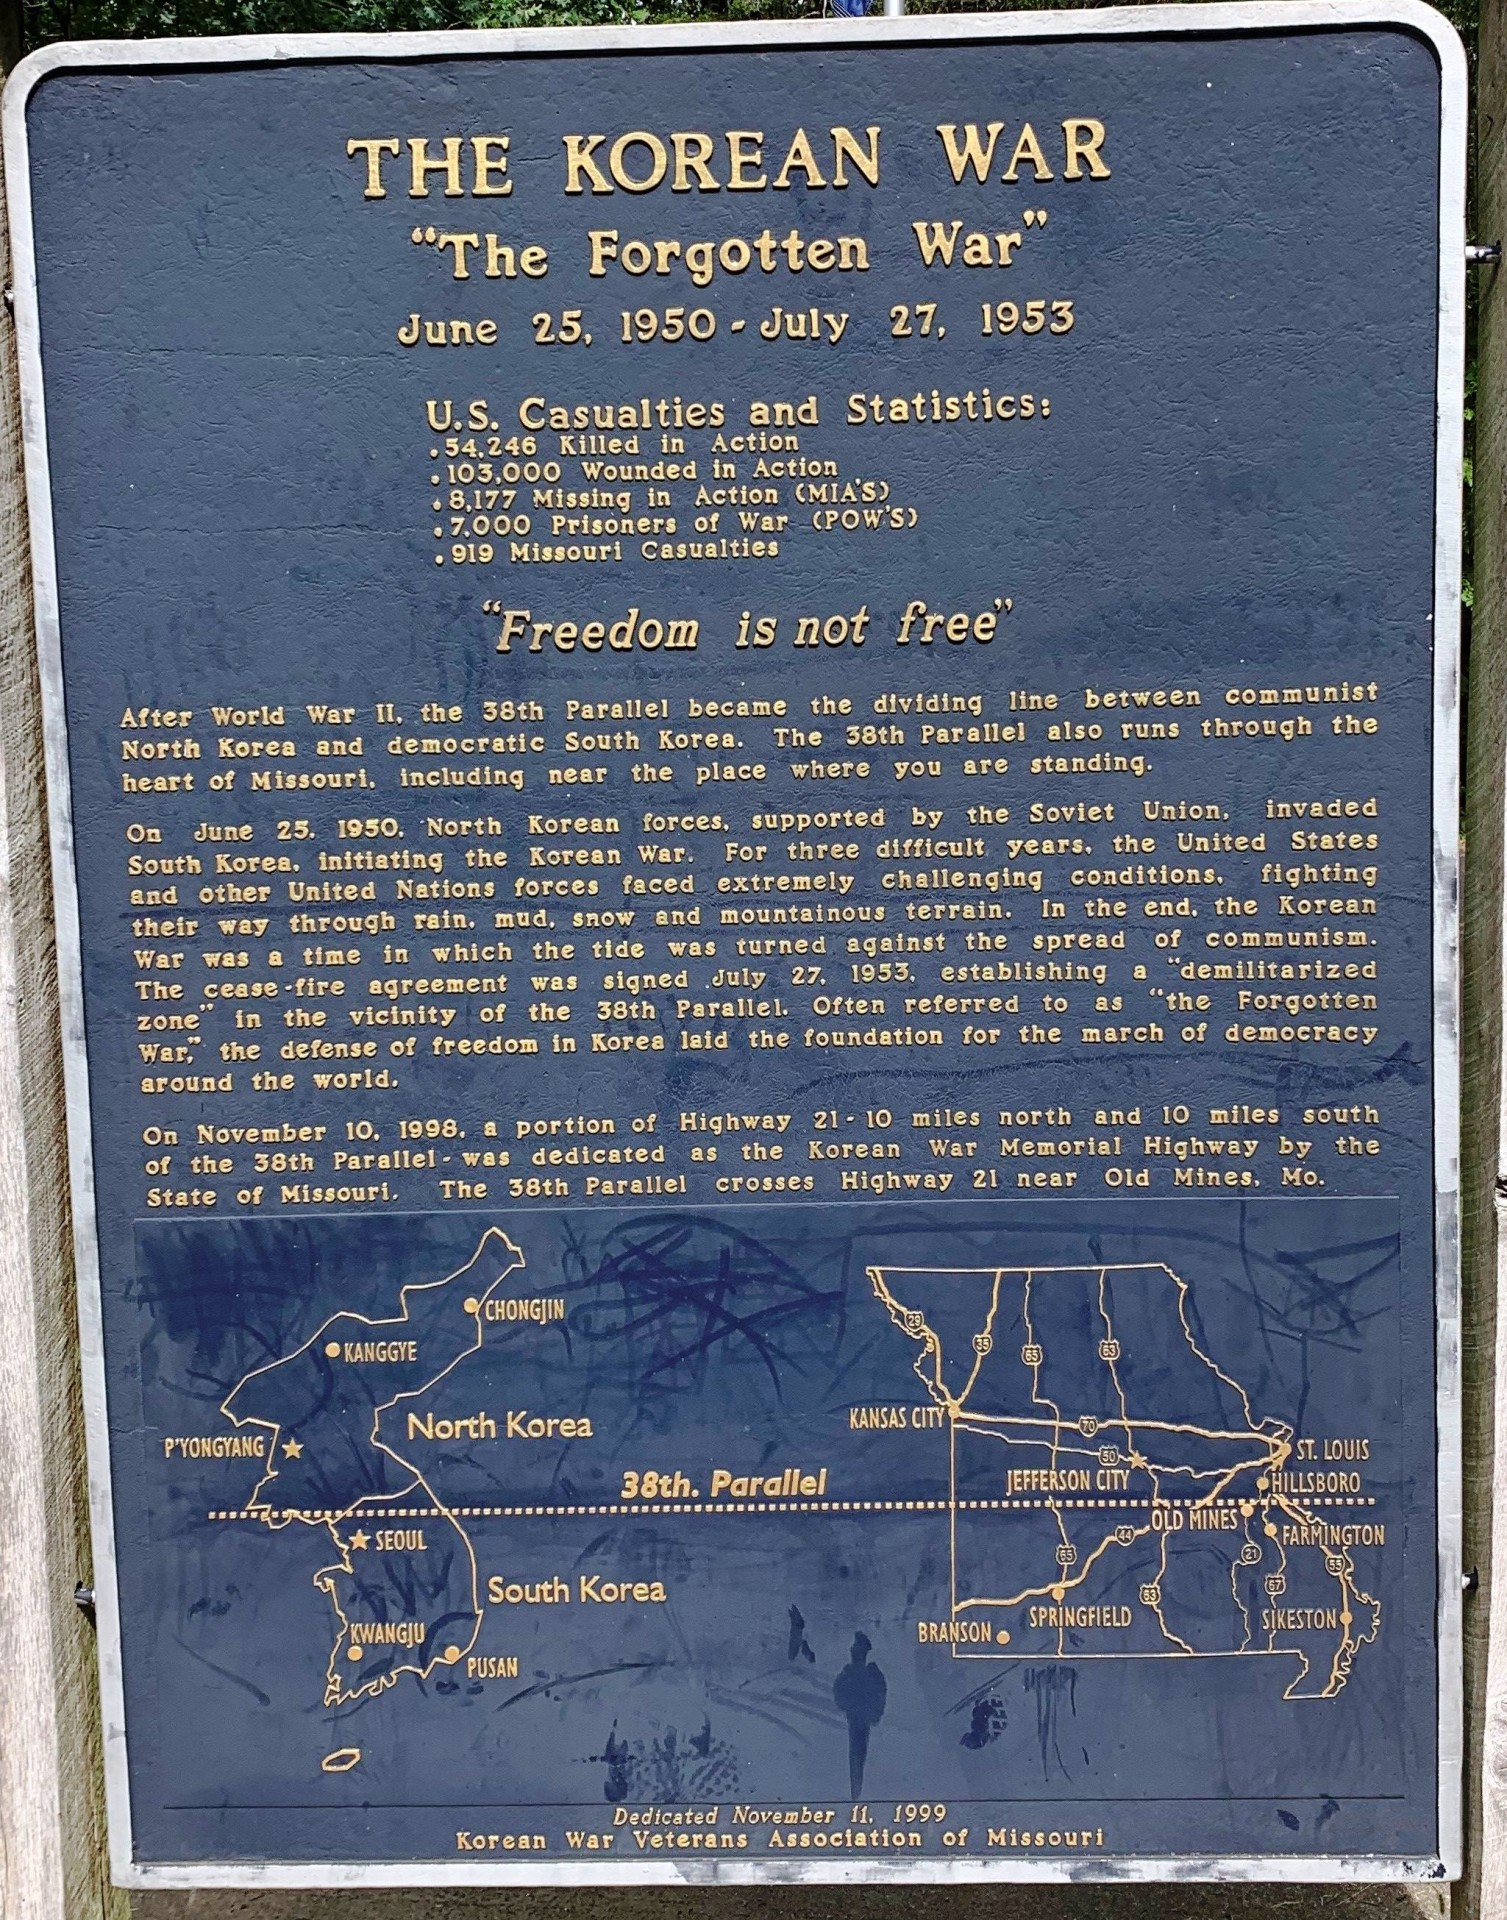 THE KOREAN WAR
"The Forgotten War"
June 25, 1950 - July 27, 1953
U.S. Casualties and Statistics:
. 54,246 Killed in Action
. 103,000 Wounded in Action
. 8,177 Missing in Action (MIA'S)
. 7,000 Prisoners of War (POW'S)
. 919 Missouri Casualties
"Freedom is not free"
After World War II, the 38th Parallel became the dividing line between communist
North Korea and democratic South Korea. The 38th Parallel also runs through the
heart of Missouri, including near the place where you are standing.
On June 25, 1950, North Korean forces, supported by the Soviet Union, invaded
South Korea, initiating the Korean War. For three difficult years, the United States
and other United Nations forces faced extremely challenging conditions, fighting
their way through rain, mud, snow and mountainous terrain. In the end, the Korean
War was a time in which the tide was turned against the spread of communism.
The cease-fire agreement was signed July 27, 1953, establishing a "demilitarized
zone" in the vicinity of the 38th Parallel. Often referred to as "the Forgotten
War," the defense of freedom in Korea laid the foundation for the march of democracy
around the world.
On November 10, 1998, a portion of Highway 21 - 10 miles north and 10 miles south
of the 38th Parallel - was dedicated as the Korean War Memorial Highway by the
State of Missouri. The 38th Parallel crosses Highway 21 near Old Mines, Mo.
CHONGJIN
KANGGYE
North Korea
P'YONGYANG
38th. Parallel
SEOUL
South Korea
KWANGJU
PUSAN
29
35
65
63
KANSAS CITY
70
50
ST. LOUIS
JEFFERSON CITY
HILLSBORO
OLD MINES
44
FARMINGTON
65
21
55
63
67
SPRINGFIELD
SIKESTON
BRANSON
Dedicated November 11, 1999
Korean War Veterans Association of Missouri